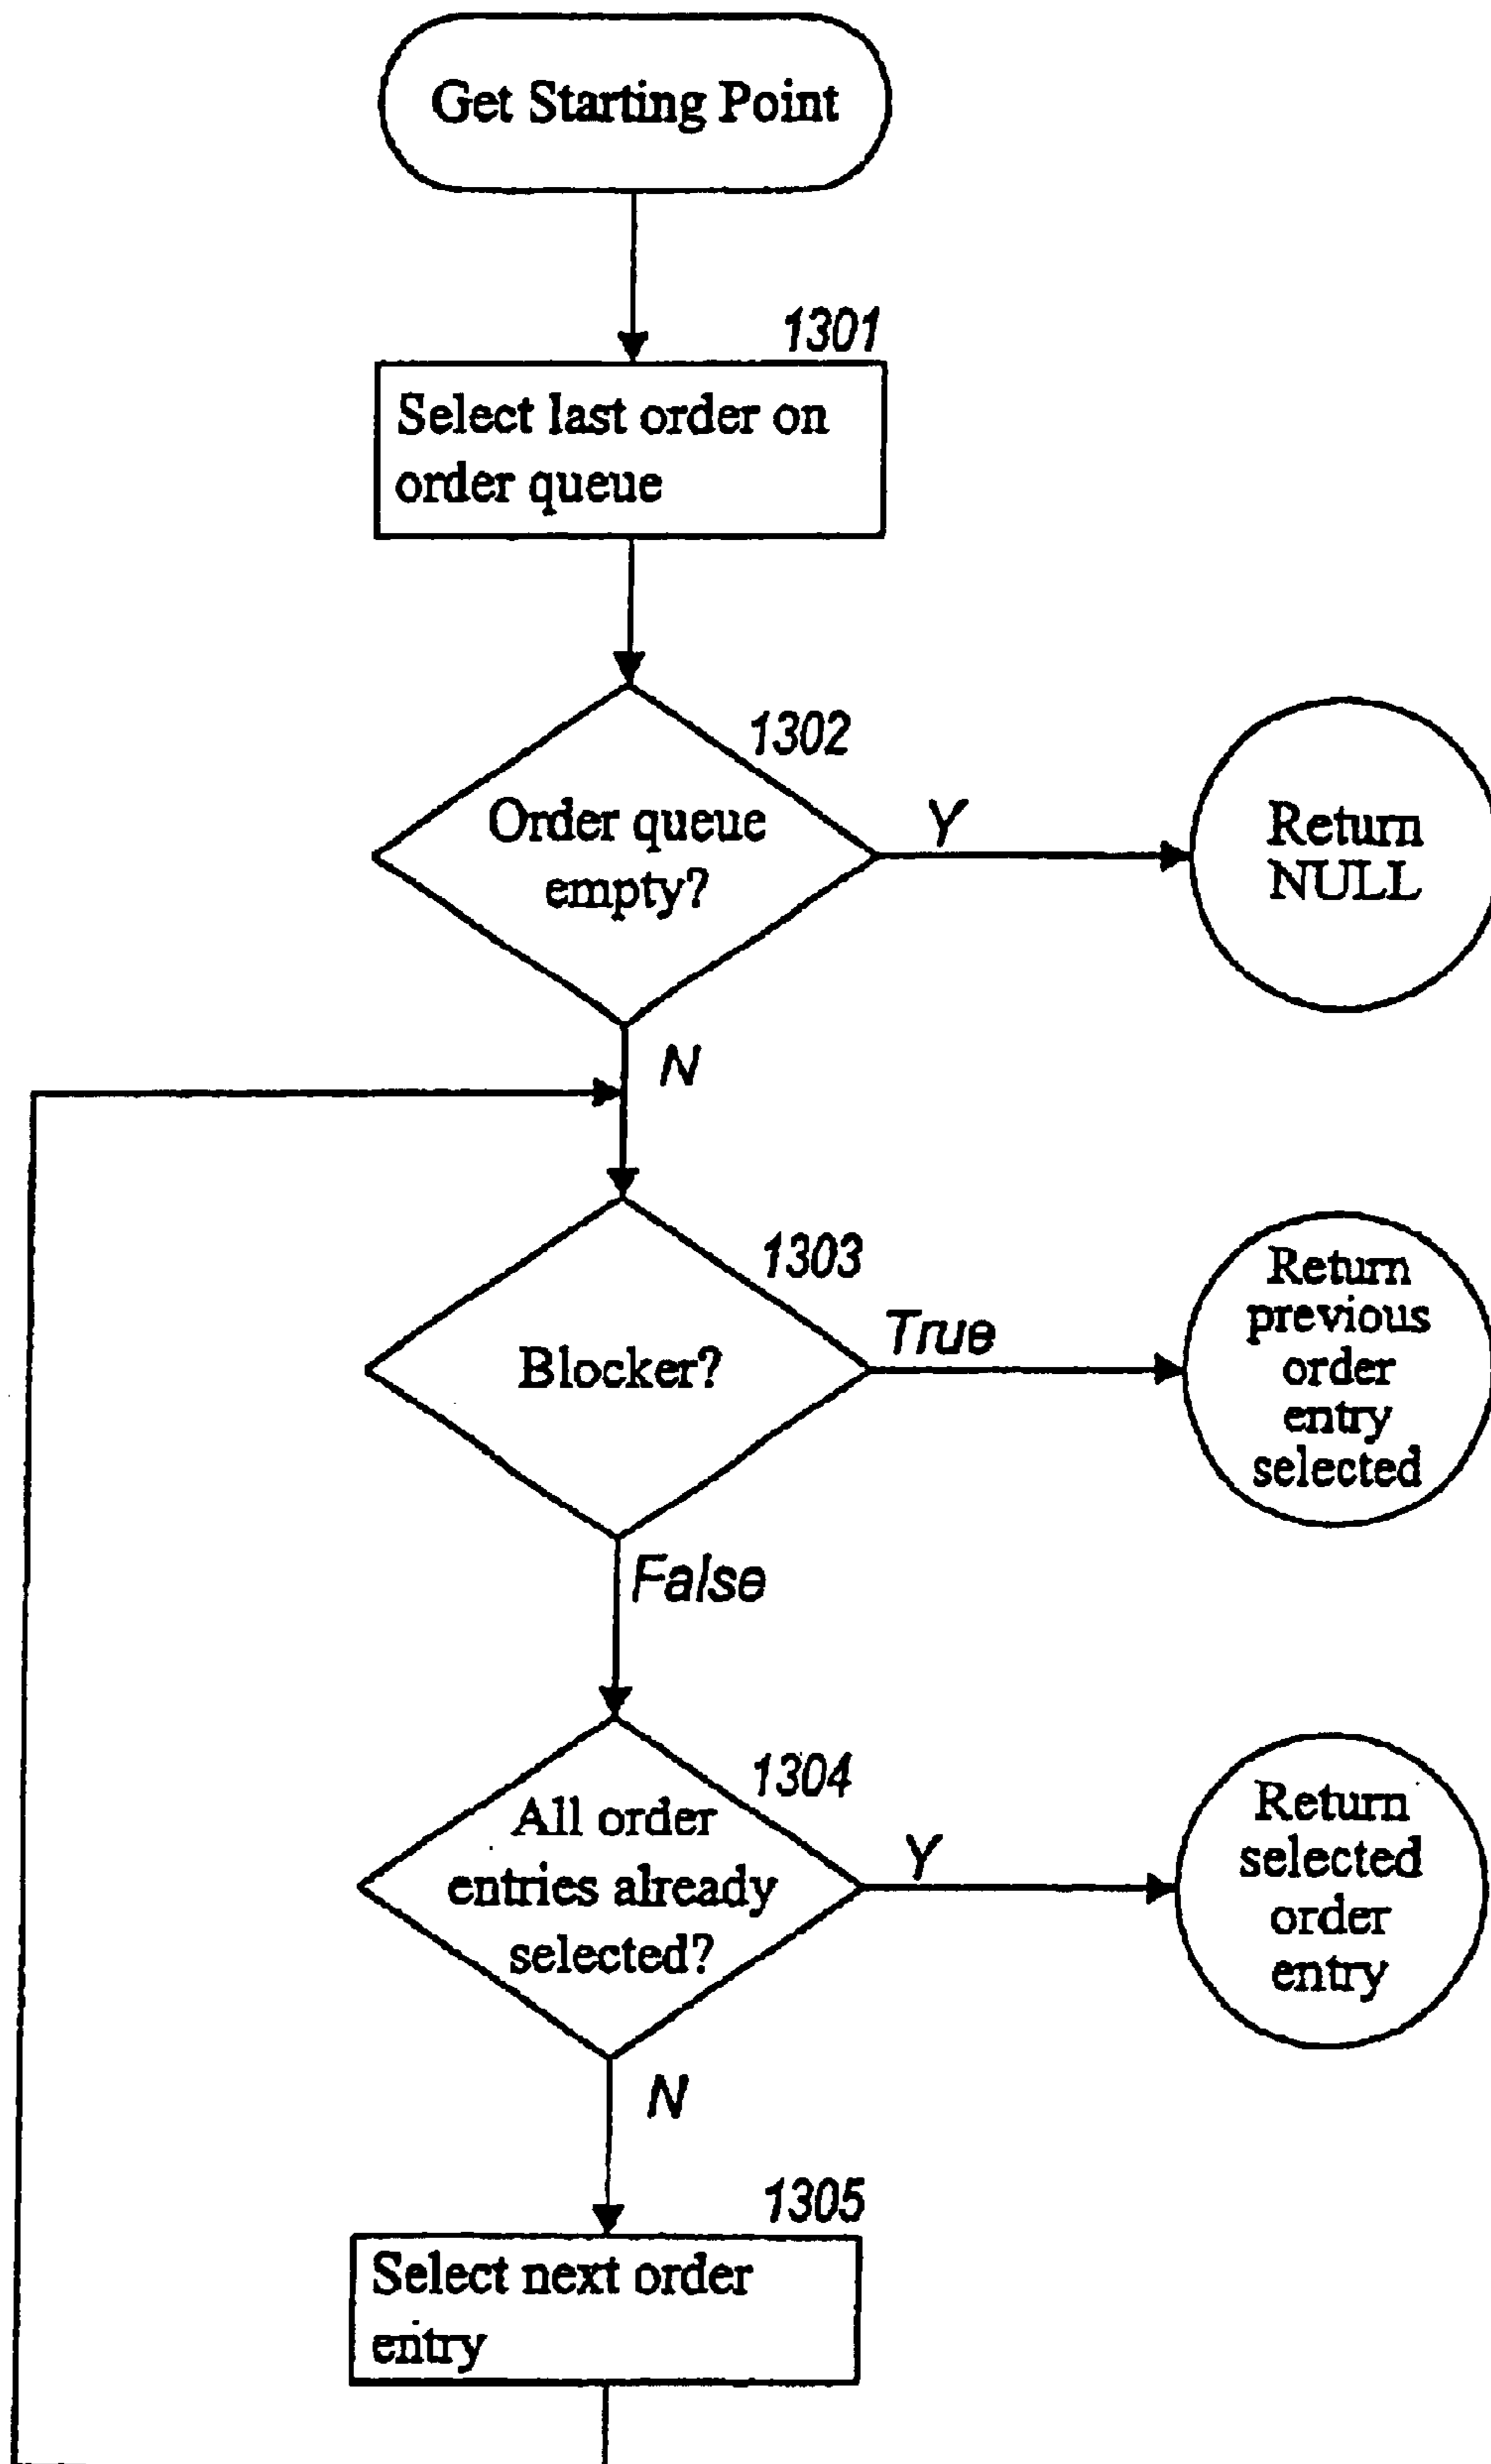 Get Starting Point
1301
Select last order on
order queue
1302
Order queue
empty?
Y
Return
NULL
N
1303
Blocker?
True
Return
previous
order
entry
selected
False
1304
All order
entries already
selected?
Y
Return
selected
order
entry
N
1305
Select next order
entry